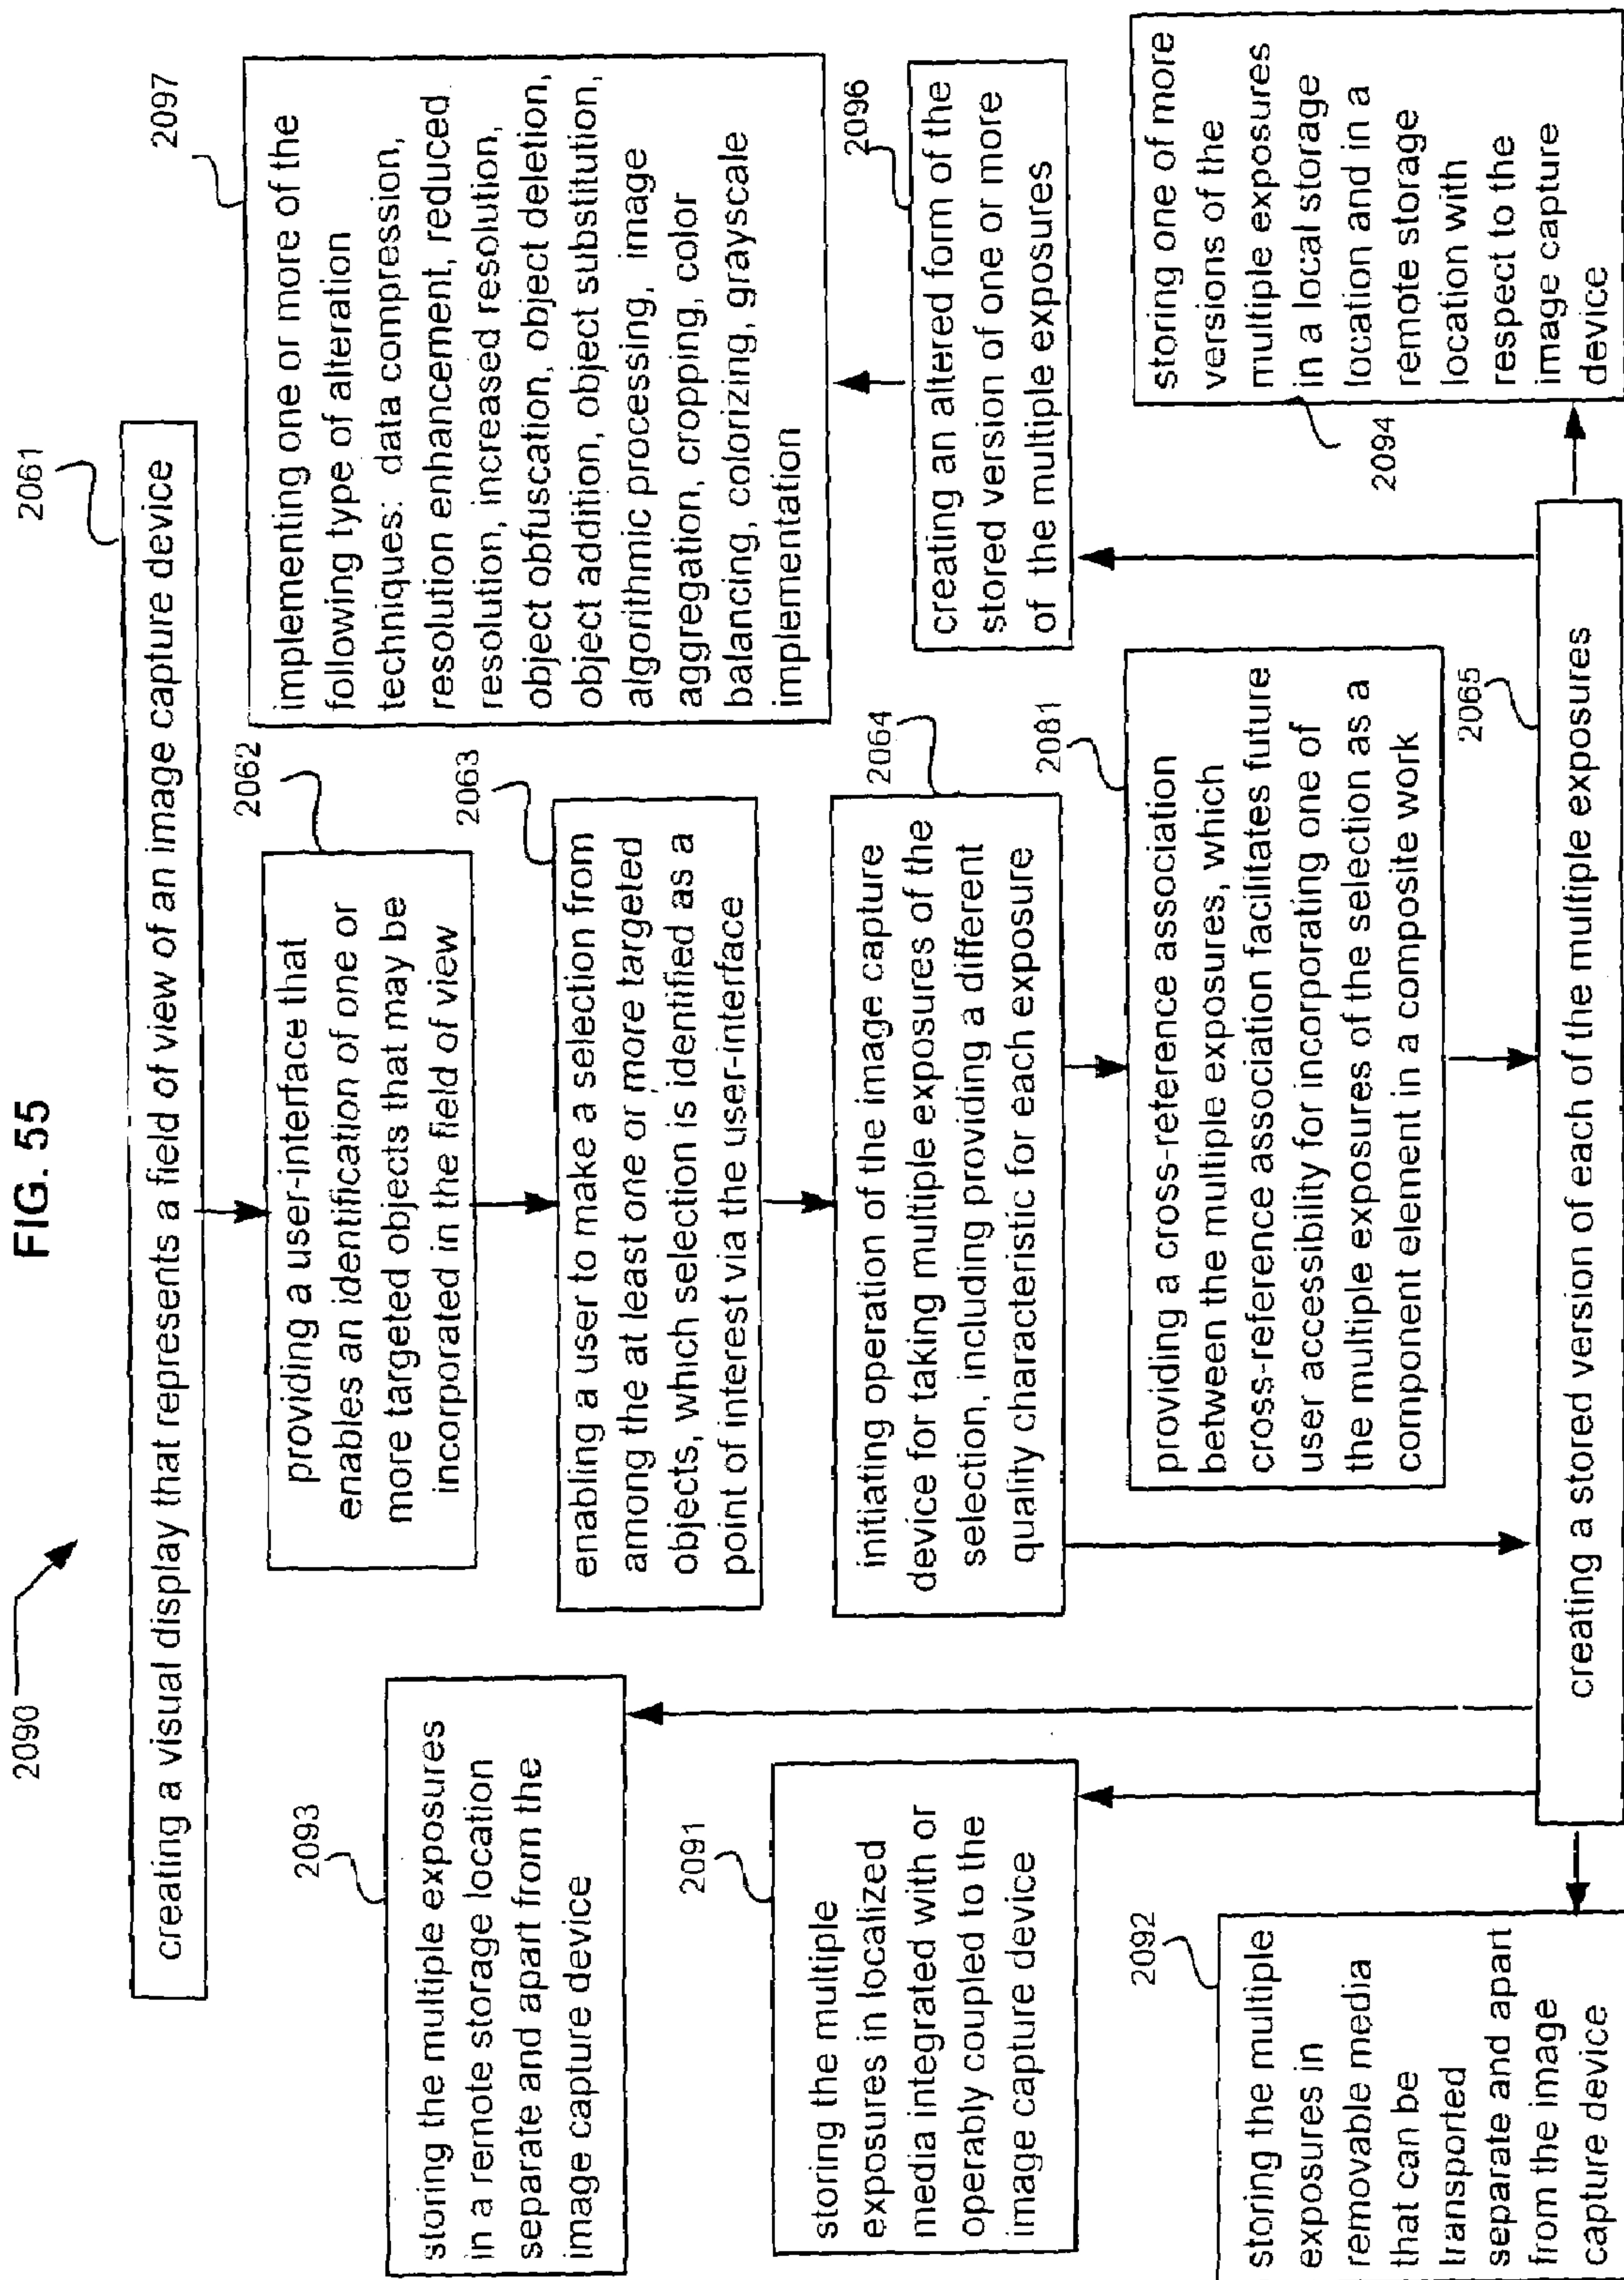 FIG. 55
2090
2061
creating a visual display that represents a field of view of an image capture device
2062
providing a user-interface that
enables an identification of one or
more targeted objects that may be
incorporated in the field of view
2063
enabling a user to make a selection from
among the at least one or more targeted
objects, which selection is identified as a
point of interest via the user-interface
2064
initiating operation of the image capture
device for taking multiple exposures of the
selection, including providing a different
quality characteristic for each exposure
2081
providing a cross-reference association
between the multiple exposures, which
cross-reference association facilitates future
user accessibility for incorporating one of
the multiple exposures of the selection as a
component element in a composite work
2065
creating a stored version of each of the multiple exposures
2093
storing the multiple exposures
in a remote storage location
separate and apart from the
image capture device
2091
storing the multiple
exposures in localized
media integrated with or
operably coupled to the
image capture device
2092
storing the multiple
exposures in
removable media
that can be
transported
separate and apart
from the image
capture device
2097
implementing one or more of the
following type of alteration
techniques: data compression,
resolution enhancement, reduced
resolution, increased resolution,
object obfuscation, object deletion,
object addition, object substitution,
algorithmic processing, image
aggregation, cropping, color
balancing, colorizing, grayscale
implementation
2096
creating an altered form of the
stored version of one or more
of the multiple exposures
2094
storing one of more
versions of the
multiple exposures
in a local storage
location and in a
remote storage
location with
respect to the
image capture
device